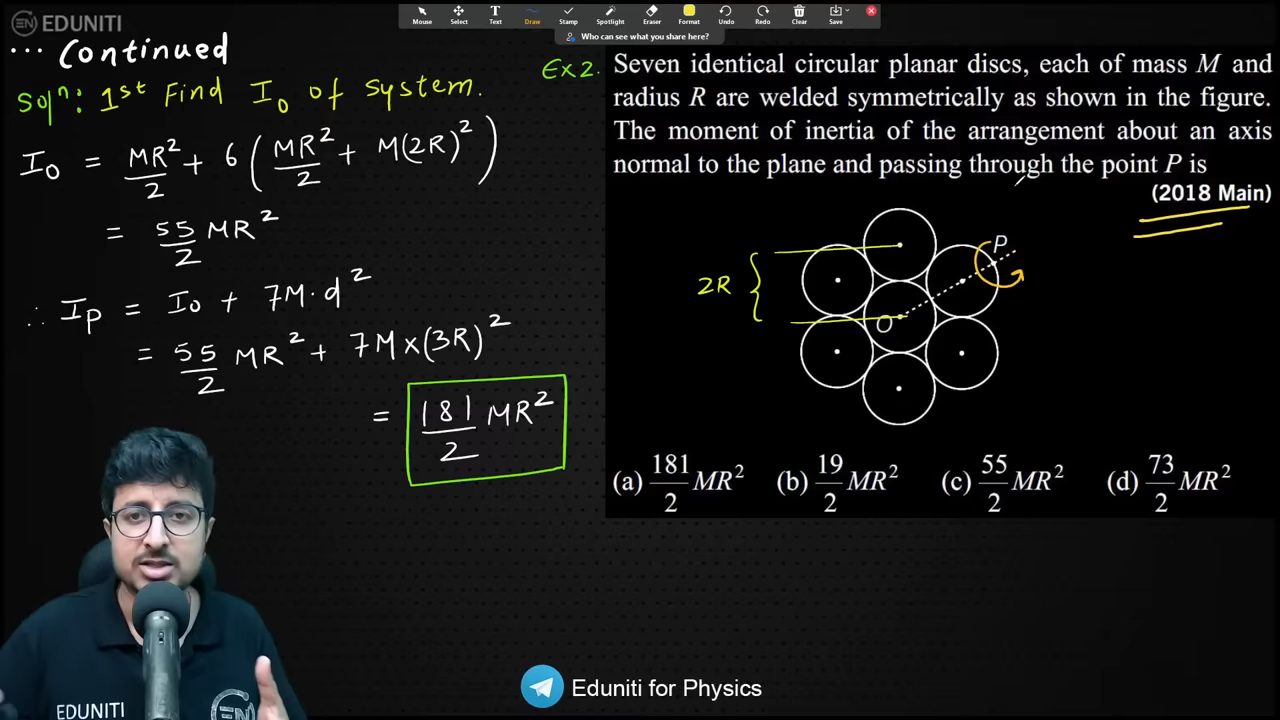 EDUNITI
Mouse Select Text Draw Stamp Spotlight Eraser Format Undo Redo Clear Save
Who can see what you share here?
... Continued
Solⁿ: 1st Find I₀ of system.
I₀ = MR²/2 + 6 ( MR²/2 + M(2R)² )
= 55/2 MR²
∴ Iₚ = I₀ + 7M·d²
= 55/2 MR² + 7M×(3R)²
= 181/2 MR²
Ex2.
Seven identical circular planar discs, each of mass M and
radius R are welded symmetrically as shown in the figure.
The moment of inertia of the arrangement about an axis
normal to the plane and passing through the point P is
(2018 Main)
P
2R
O
(a) 181/2 MR² (b) 19/2 MR² (c) 55/2 MR² (d) 73/2 MR²
EDUNITI
Eduniti for Physics